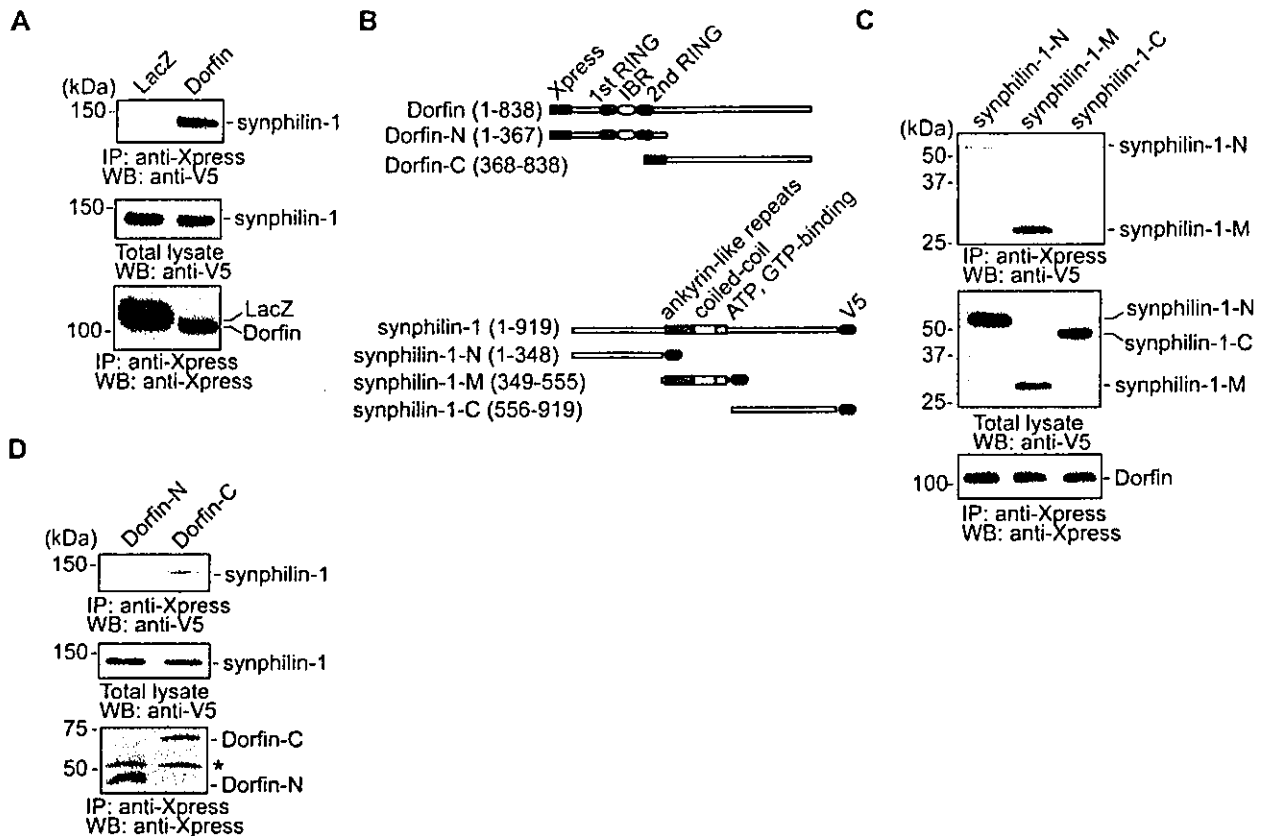 A
LacZ
Dorfin
(kDa)
150-
-synphilin-1
IP: anti-Xpress
WB: anti-V5
150-
-synphilin-1
Total lysate
WB: anti-V5
LacZ
Dorfin
100-
IP: anti-Xpress
WB: anti-Xpress
B
Xpress
1st RING
IBR
2nd RING
Dorfin (1-838)
Dorfin-N (1-367)
Dorfin-C (368-838)
ankyrin-like repeats
coiled-coil
ATP, GTP-binding
V5
synphilin-1 (1-919)
synphilin-1-N (1-348)
synphilin-1-M (349-555)
synphilin-1-C (556-919)
C
synphilin-1-N
synphilin-1-M
synphilin-1-C
(kDa)
50-
-synphilin-1-N
37-
-synphilin-1-M
25-
IP: anti-Xpress
WB: anti-V5
synphilin-1-N
50-
synphilin-1-C
37-
-synphilin-1-M
25-
Total lysate
WB: anti-V5
100-
-Dorfin
IP: anti-Xpress
WB: anti-Xpress
D
Dorfin-N
Dorfin-C
(kDa)
150-
-synphilin-1
IP: anti-Xpress
WB: anti-V5
150-
-synphilin-1
Total lysate
WB: anti-V5
75-
-Dorfin-C
-*
50-
-Dorfin-N
IP: anti-Xpress
WB: anti-Xpress